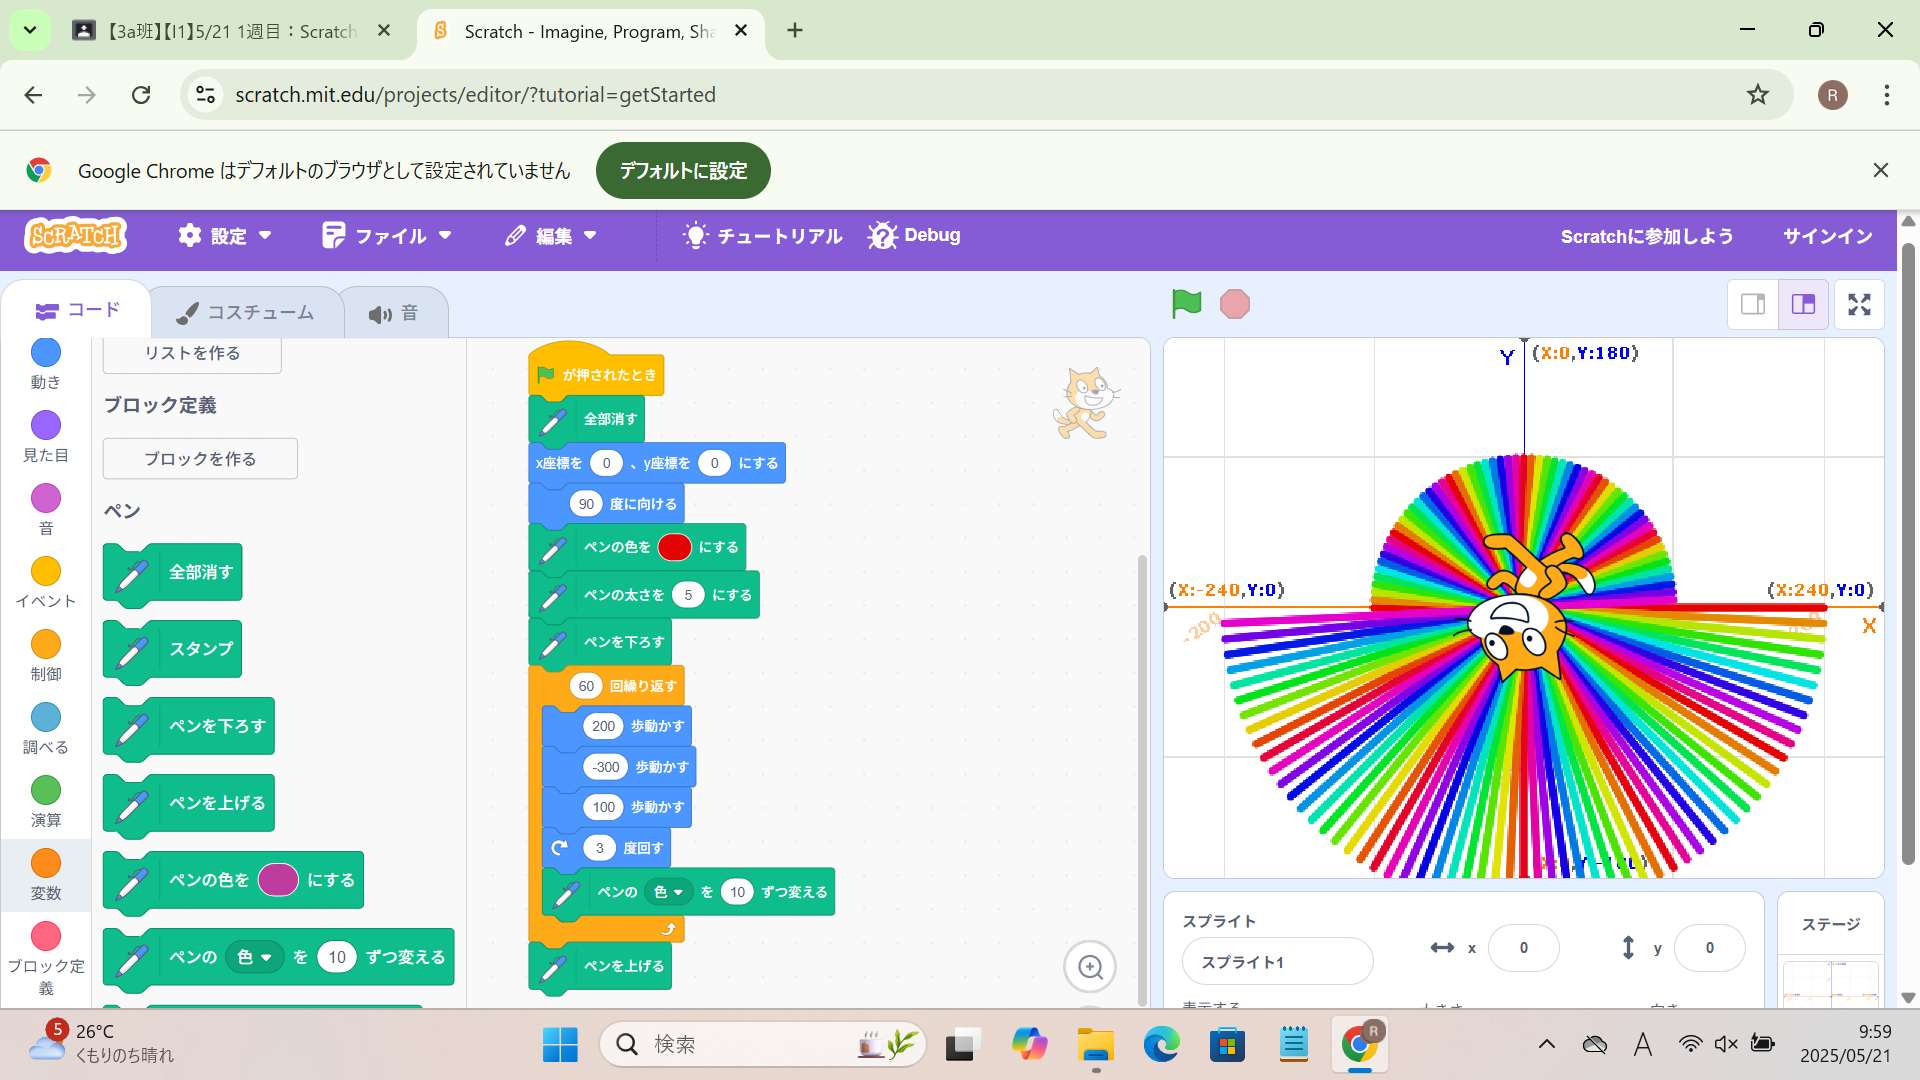 【3a班】【I1】5/21 1週目：Scratch
Scratch - Imagine, Program, Sha
scratch.mit.edu/projects/editor/?tutorial=getStarted
R
Google Chrome はデフォルトのブラウザとして設定されていません
デフォルトに設定
SCRATCH
設定
ファイル
編集
チュートリアル
Debug
Scratchに参加しよう
サインイン
コード
コスチューム
音
動き
見た目
音
イベント
制御
調べる
演算
変数
ブロック定
義
リストを作る
ブロック定義
ブロックを作る
ペン
全部消す
スタンプ
ペンを下ろす
ペンを上げる
ペンの色を にする
ペンの 色 を 10 ずつ変える
が押されたとき
全部消す
x座標を 0 、y座標を 0 にする
90 度に向ける
ペンの色を にする
ペンの太さを 5 にする
ペンを下ろす
60 回繰り返す
200 歩動かす
-300 歩動かす
100 歩動かす
3 度回す
ペンの 色 を 10 ずつ変える
ペンを上げる
Y (X:0,Y:180)
(X:-240,Y:0)
(X:240,Y:0)
-200
X
スプライト
スプライト1
x 0
y 0
ステージ
5
26°C
くもりのち晴れ
検索
R
A
9:59
2025/05/21